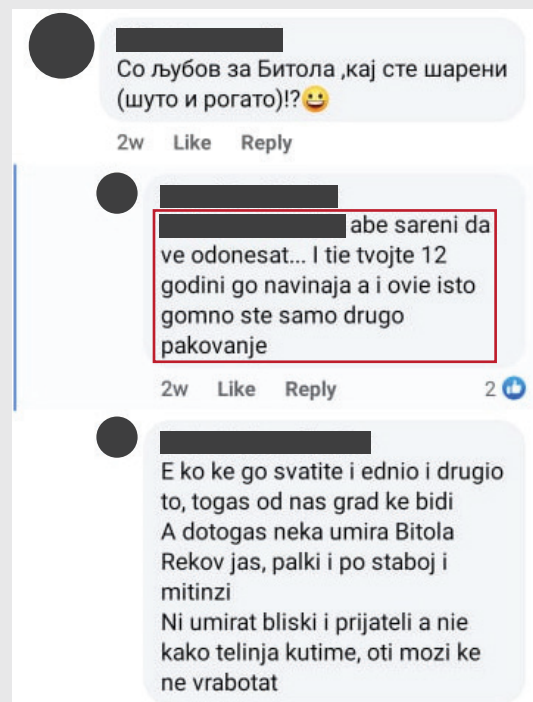 Со љубов за Битола ,кај сте шарени
(шуто и рогато)!?😀
2w Like Reply
abe sareni da
ve odonesat... I tie tvojte 12
godini go navinaja a i ovie isto
gomno ste samo drugo
pakovanje
2w Like Reply 2
E ko ke go svatite i ednio i drugio
to, togas od nas grad ke bidi
A dotogas neka umira Bitola
Rekov jas, palki i po staboj i
mitinzi
Ni umirat bliski i prijateli a nie
kako telinja kutime, oti mozi ke
ne vrabotat